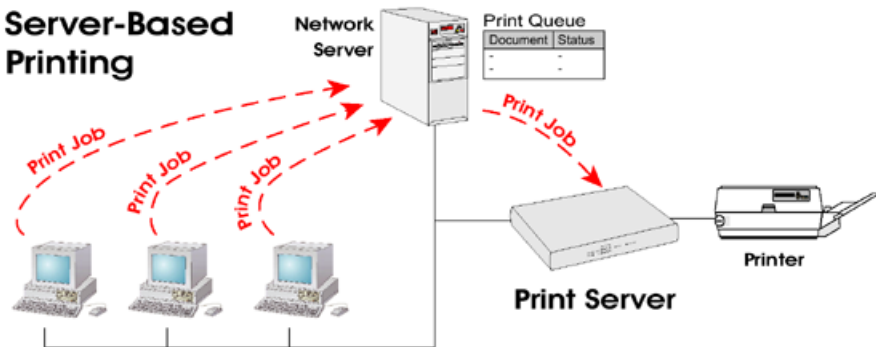 Server-Based
Printing
Network
Server
Print Queue
Document Status
- -
- -
Print Job
Print Job
Print Job
Print Job
Print Server
Printer